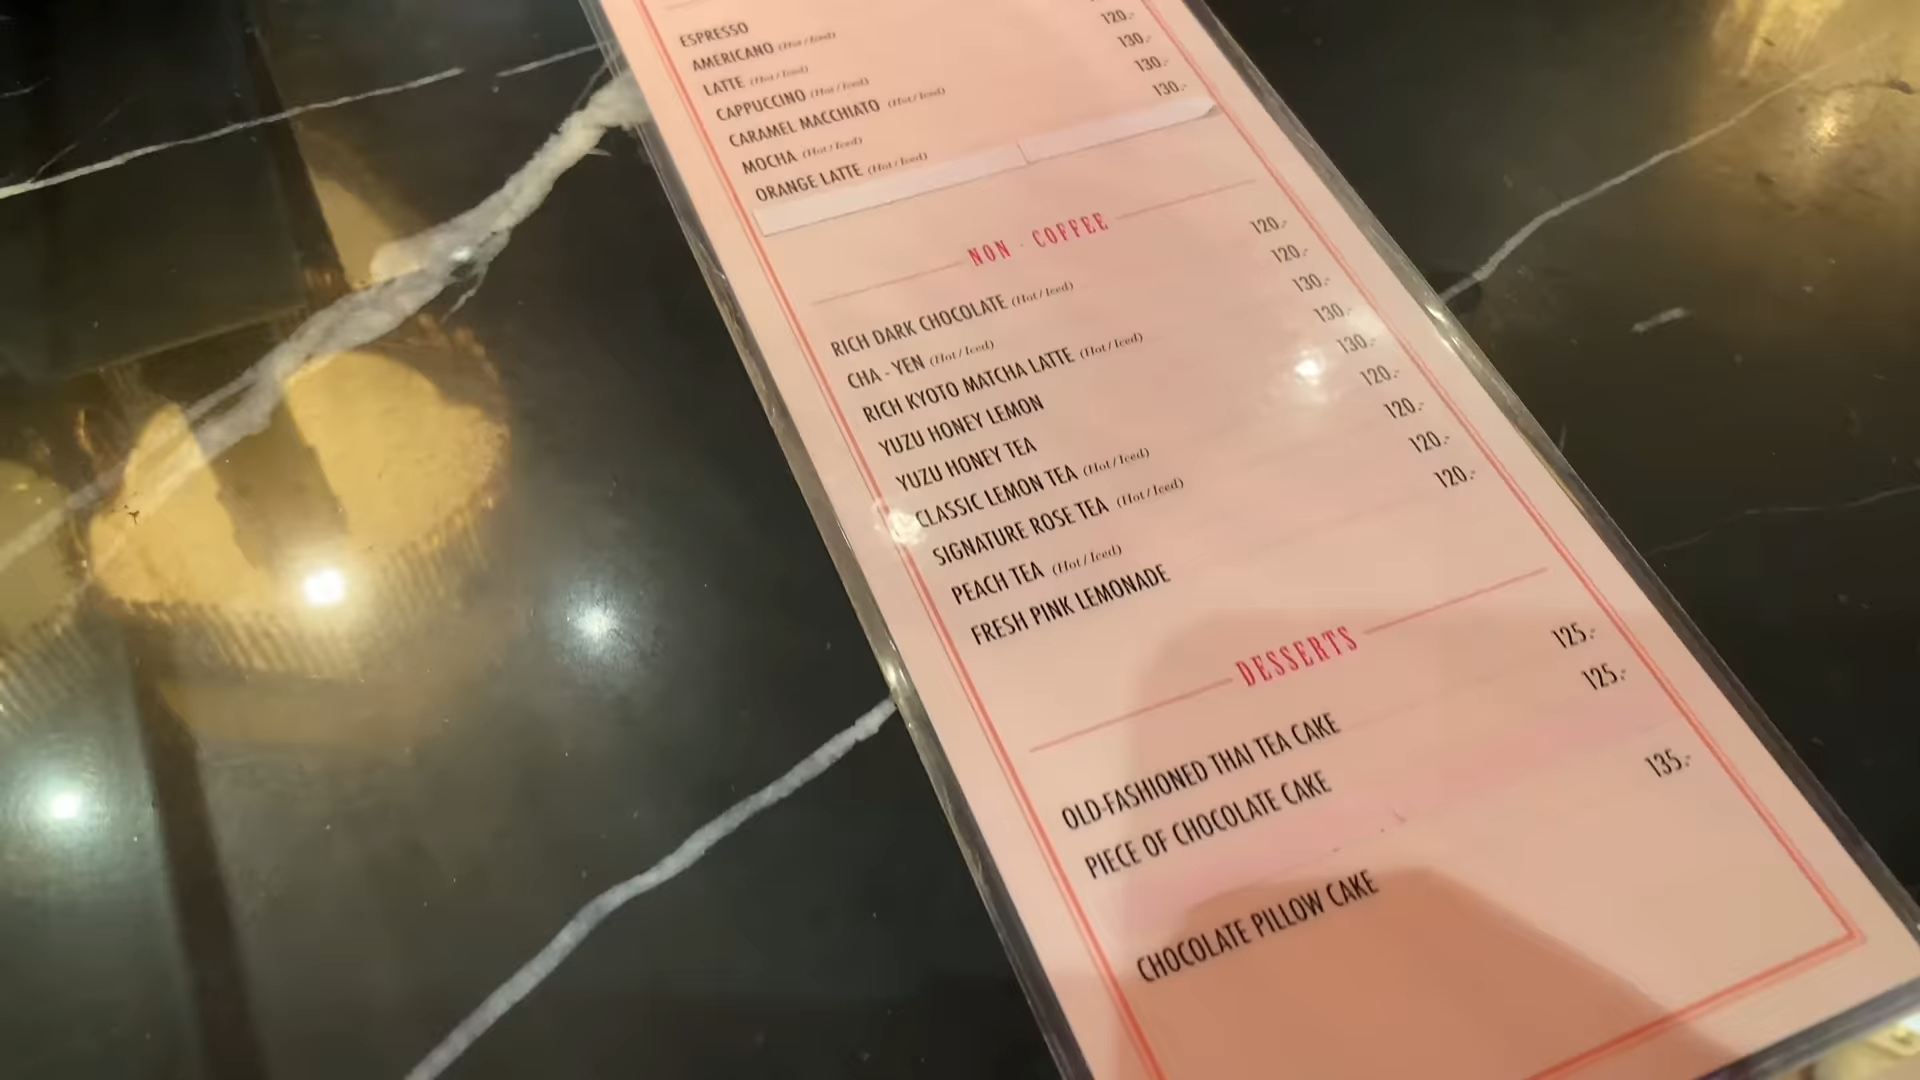 ESPRESSO
AMERICANO (Hot / Iced)
LATTE (Hot / Iced)
CAPPUCCINO (Hot / Iced) 120.-
CARAMEL MACCHIATO (Hot / Iced) 130.-
MOCHA (Hot / Iced) 130.-
ORANGE LATTE (Hot / Iced) 130.-
NON - COFFEE
RICH DARK CHOCOLATE (Hot / Iced) 120.-
CHA - YEN (Hot / Iced) 120.-
RICH KYOTO MATCHA LATTE (Hot / Iced) 130.-
YUZU HONEY LEMON 130.-
YUZU HONEY TEA 130.-
CLASSIC LEMON TEA (Hot / Iced) 120.-
SIGNATURE ROSE TEA (Hot / Iced) 120.-
PEACH TEA (Hot / Iced) 120.-
FRESH PINK LEMONADE 120.-
DESSERTS
OLD-FASHIONED THAI TEA CAKE 125.-
PIECE OF CHOCOLATE CAKE 125.-
CHOCOLATE PILLOW CAKE 135.-